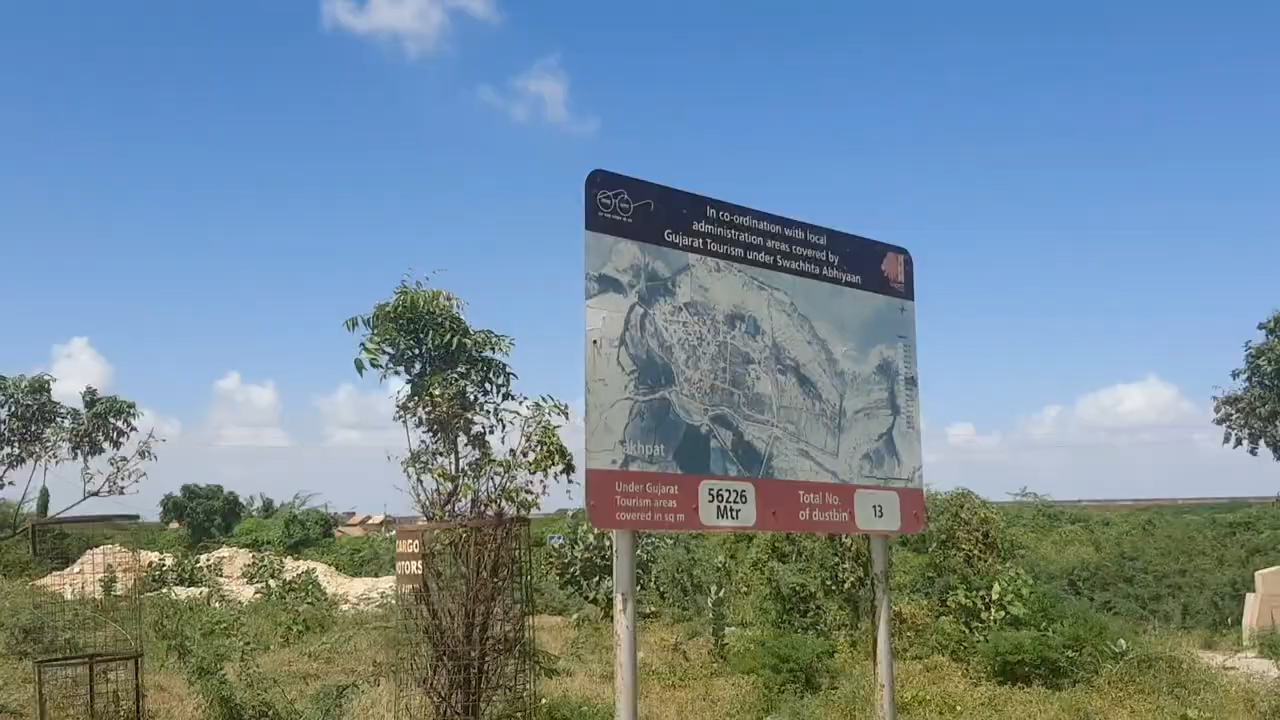 In co-ordination with local
administration areas covered by
Gujarat Tourism under Swachhta Abhiyaan
akhpat
Under Gujarat
Tourism areas
covered in sq m
56226
Mtr
Total No.
of dustbin
13
CARGO
OTORS